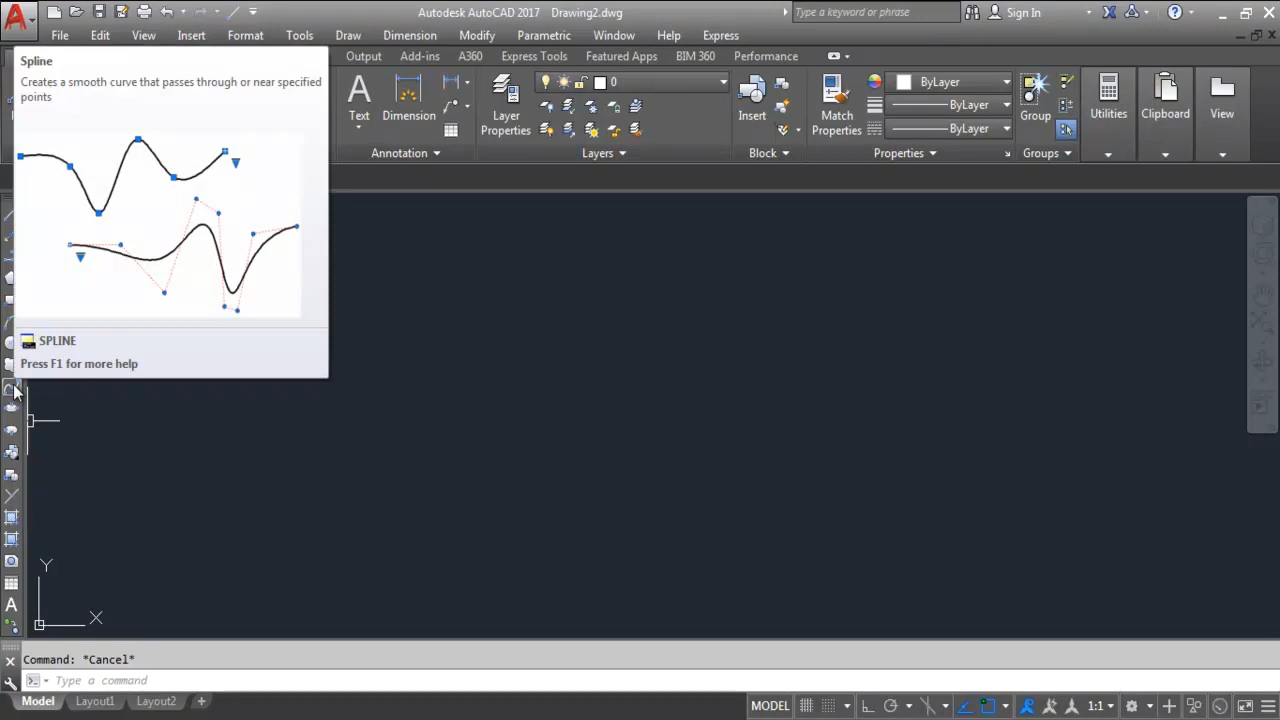 Autodesk AutoCAD 2017 Drawing2.dwg
Type a keyword or phrase
Sign In
File Edit View Insert Format Tools Draw Dimension Modify Parametric Window Help Express
Output Add-ins A360 Express Tools Featured Apps BIM 360 Performance
Spline
Creates a smooth curve that passes through or near specified
points
SPLINE
Press F1 for more help
A
Text
Dimension
Annotation
Layer
Properties
0
Layers
Insert
Block
Match
Properties
ByLayer
ByLayer
ByLayer
Properties
Group
Groups
Utilities
Clipboard
View
Y
X
A
Command: *Cancel*
Type a command
Model Layout1 Layout2 +
MODEL
1:1